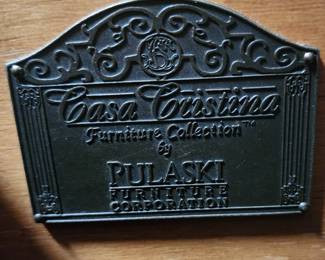 Casa Cristina
Furniture Collection™
by
PULASKI
FURNITURE
CORPORATION